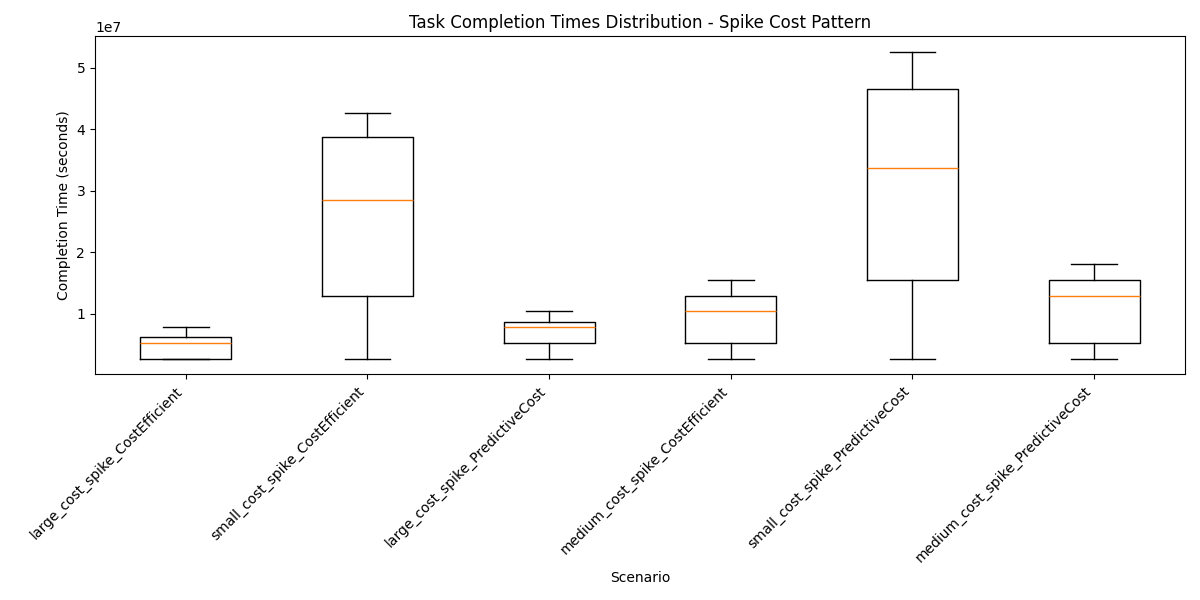 Task Completion Times Distribution - Spike Cost Pattern
1e7
5
4
3
2
1
Completion Time (seconds)
large_cost_spike_CostEfficient
small_cost_spike_CostEfficient
large_cost_spike_PredictiveCost
medium_cost_spike_CostEfficient
small_cost_spike_PredictiveCost
medium_cost_spike_PredictiveCost
Scenario